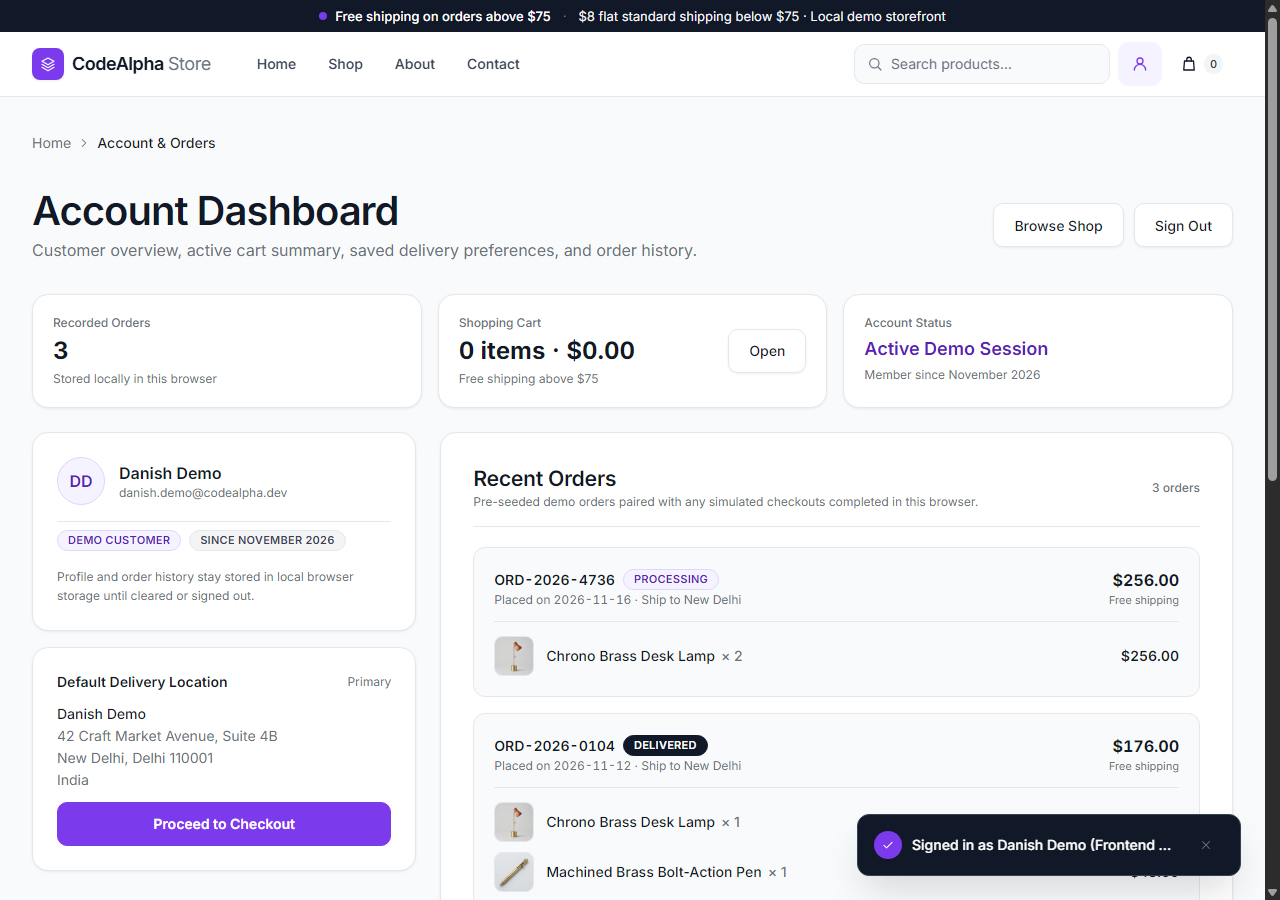 Free shipping on orders above $75 · $8 flat standard shipping below $75 · Local demo storefront
CodeAlpha Store
Home
Shop
About
Contact
Search products...
0
Home > Account & Orders
Account Dashboard
Customer overview, active cart summary, saved delivery preferences, and order history.
Browse Shop
Sign Out
Recorded Orders
3
Stored locally in this browser
Shopping Cart
0 items · $0.00
Free shipping above $75
Open
Account Status
Active Demo Session
Member since November 2026
DD
Danish Demo
danish.demo@codealpha.dev
DEMO CUSTOMER
SINCE NOVEMBER 2026
Profile and order history stay stored in local browser
storage until cleared or signed out.
Default Delivery Location
Primary
Danish Demo
42 Craft Market Avenue, Suite 4B
New Delhi, Delhi 110001
India
Proceed to Checkout
Recent Orders
Pre-seeded demo orders paired with any simulated checkouts completed in this browser.
3 orders
ORD-2026-4736
PROCESSING
$256.00
Placed on 2026-11-16 · Ship to New Delhi
Free shipping
Chrono Brass Desk Lamp × 2
$256.00
ORD-2026-0104
DELIVERED
$176.00
Placed on 2026-11-12 · Ship to New Delhi
Free shipping
Chrono Brass Desk Lamp × 1
Machined Brass Bolt-Action Pen × 1
Signed in as Danish Demo (Frontend ...